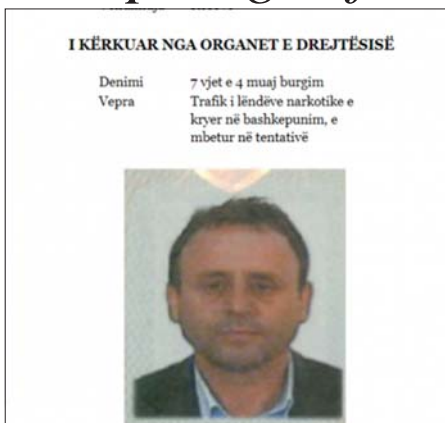 I KËRKUAR NGA ORGANET E DREJTËSISË
Denimi 7 vjet e 4 muaj burgim
Vepra Trafik i lëndëve narkotike e
kryer në bashkepunim, e
mbetur në tentativë